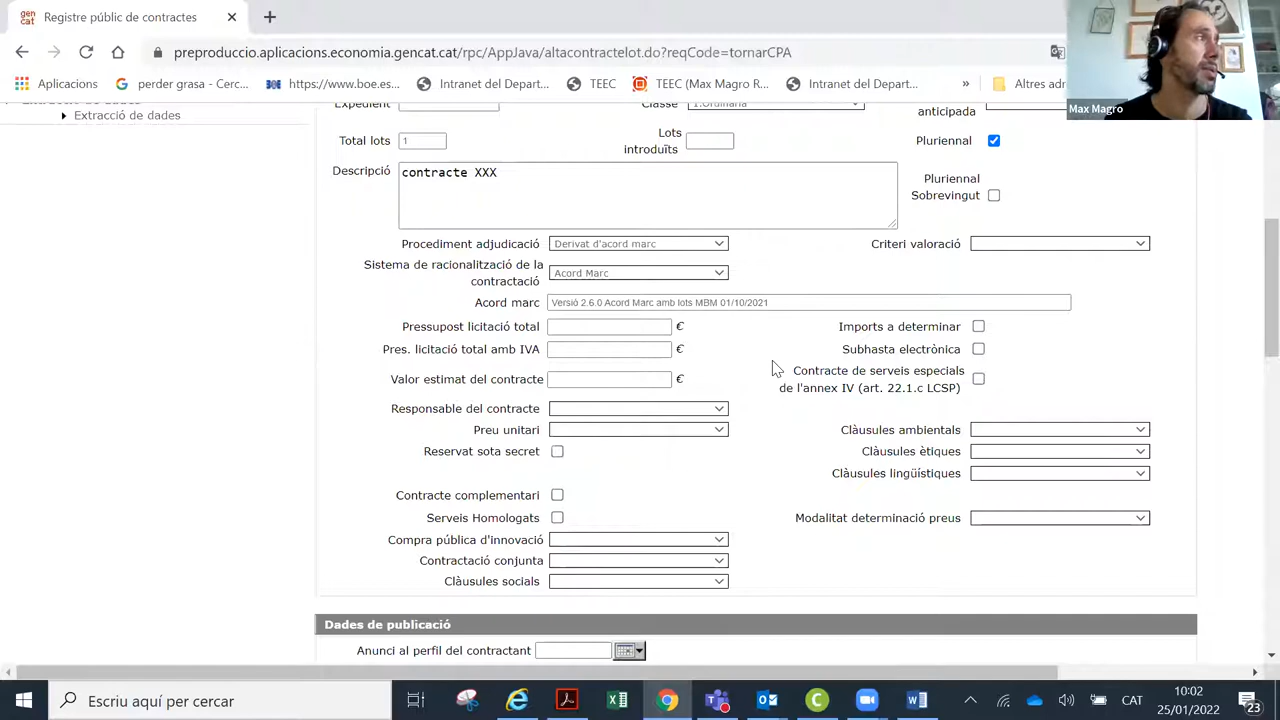 gen
cat
Registre públic de contractes
preproduccio.aplicacions.economia.gencat.cat/rpc/AppJava/altacontractelot.do?reqCode=tornarCPA
Aplicacions
perder grasa - Cerc...
https://www.boe.es...
Intranet del Depart...
TEEC
TEEC (Max Magro R...
Intranet del Depart...
»
Altres adr
Max Magro
Extracció de dades
Extracció de dades
Expedient
Classe
1.Ordinària
anticipada
Total lots
1
Lots
introduïts
Pluriennal
Descripció
contracte XXX
Pluriennal
Sobrevingut
Procediment adjudicació
Derivat d'acord marc
Criteri valoració
Sistema de racionalització de la
contractació
Acord Marc
Acord marc
Versió 2.6.0 Acord Marc amb lots MBM 01/10/2021
Pressupost licitació total
€
Imports a determinar
Pres. licitació total amb IVA
€
Subhasta electrònica
Valor estimat del contracte
€
Contracte de serveis especials
de l'annex IV (art. 22.1.c LCSP)
Responsable del contracte
Preu unitari
Clàusules ambientals
Reservat sota secret
Clàusules ètiques
Clàusules lingüístiques
Contracte complementari
Serveis Homologats
Modalitat determinació preus
Compra pública d'innovació
Contractació conjunta
Clàusules socials
Dades de publicació
Anunci al perfil del contractant
Escriu aquí per cercar
CAT
10:02
25/01/2022
23